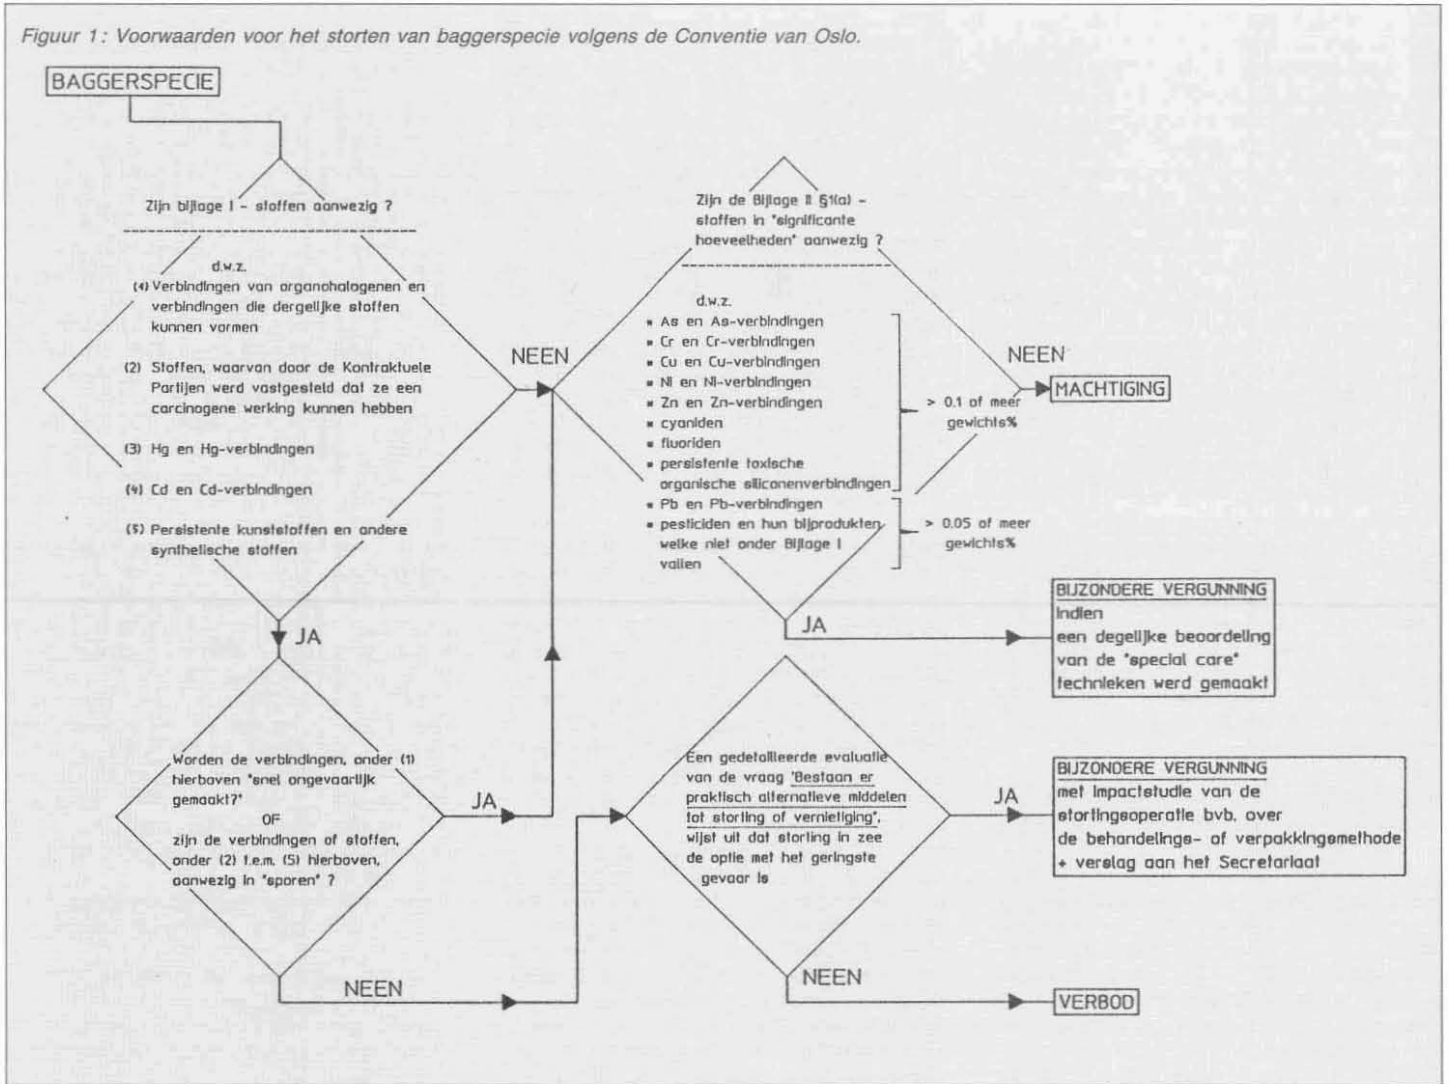 Figuur 1: Voorwaarden voor het storten van baggerspecie volgens de Conventie van Oslo.
BAGGERSPECIE
Zijn bijlage I - stoffen aanwezig ?
d.w.z.
(1) Verbindingen van organohalogenen en
verbindingen die dergelijke stoffen
kunnen vormen
(2) Stoffen, waarvan door de Kontraktuele
Partijen werd vastgesteld dat ze een
carcinogene werking kunnen hebben
(3) Hg en Hg-verbindingen
(4) Cd en Cd-verbindingen
(5) Persistente kunststoffen en andere
synthetische stoffen
NEEN
JA
Zijn de Bijlage II §1(a) -
stoffen in "significante
hoeveelheden" aanwezig ?
d.w.z.
* As en As-verbindingen
* Cr en Cr-verbindingen
* Cu en Cu-verbindingen
* Ni en Ni-verbindingen
* Zn en Zn-verbindingen
* cyaniden
* fluoriden
* persistente toxische
organische siliconenverbindingen
> 0.1 of meer
gewichts%
* Pb en Pb-verbindingen
* pesticiden en hun bijprodukten
welke niet onder Bijlage I
vallen
> 0.05 of meer
gewichts%
NEEN
MACHTIGING
JA
BIJZONDERE VERGUNNING
indien
een degelijke beoordeling
van de "special care"
technieken werd gemaakt
Worden de verbindingen, onder (1)
hierboven "snel ongevaarlijk
gemaakt?"
OF
zijn de verbindingen of stoffen,
onder (2) t.e.m. (5) hierboven,
aanwezig in "sporen" ?
JA
NEEN
Een gedetailleerde evaluatie
van de vraag "Bestaan er
praktisch alternatieve middelen
tot storting of vernietiging",
wijst uit dat storting in zee
de optie met het geringste
gevaar is
JA
BIJZONDERE VERGUNNING
met impactstudie van de
stortingsoperatie bvb. over
de behandelings- of verpakkingsmethode
+ verslag aan het Secretariaat
NEEN
VERBOD